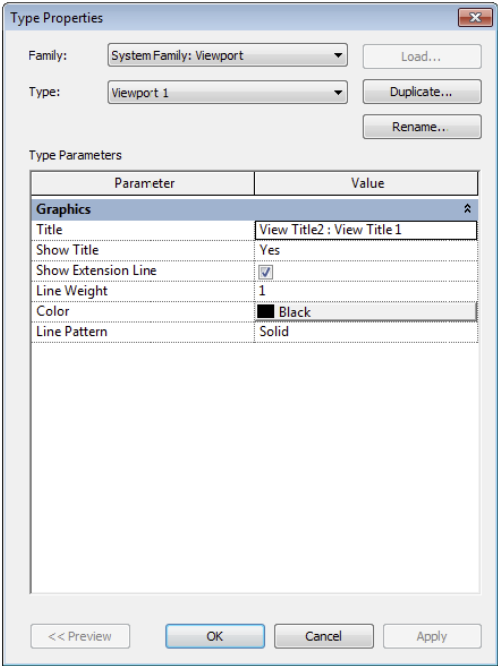 Type Properties
Family: System Family: Viewport Load...
Type: Viewport 1 Duplicate...
Rename...
Type Parameters
Parameter Value
Graphics
Title View Title2 : View Title 1
Show Title Yes
Show Extension Line
Line Weight 1
Color Black
Line Pattern Solid
<< Preview OK Cancel Apply